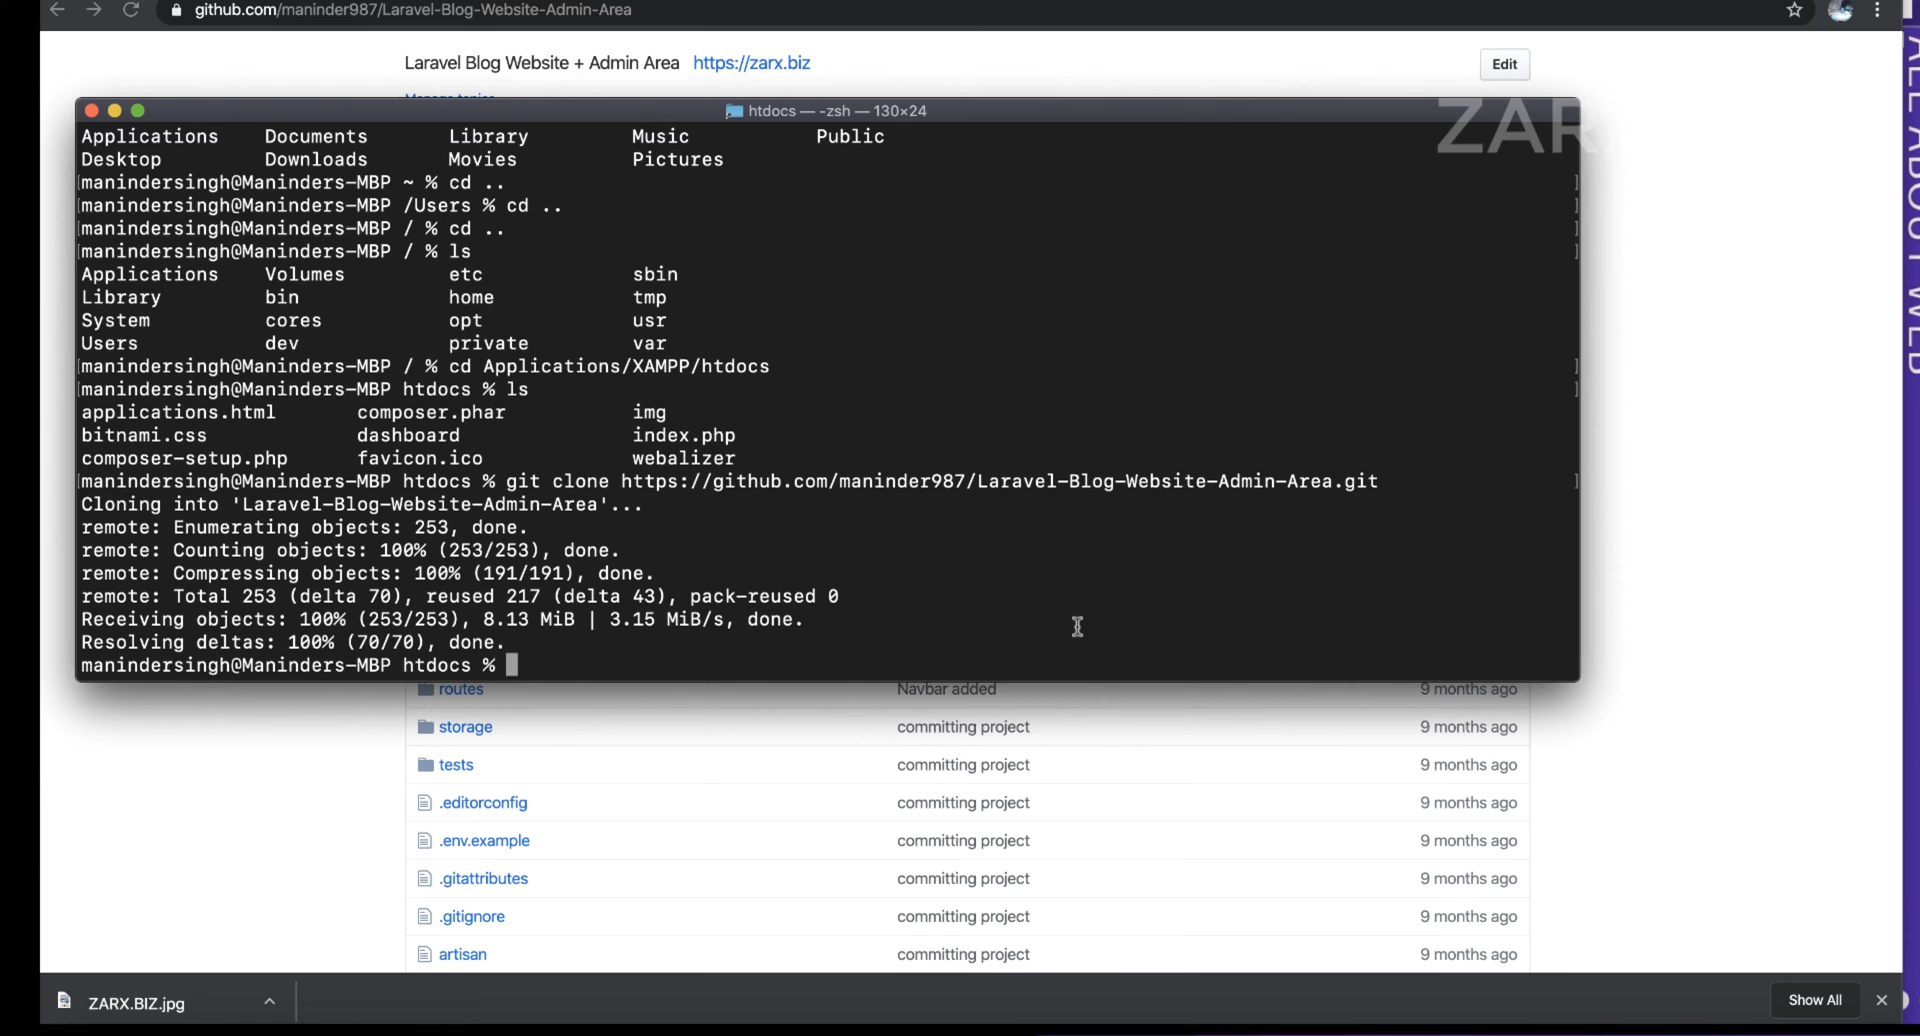 github.com/maninder987/Laravel-Blog-Website-Admin-Area
Laravel Blog Website + Admin Area https://zarx.biz
Edit
htdocs — -zsh — 130×24
ZAR
ALL ABOUT WEB
Applications Documents Library Music Public
Desktop Downloads Movies Pictures
manindersingh@Maninders-MBP ~ % cd ..
manindersingh@Maninders-MBP /Users % cd ..
manindersingh@Maninders-MBP / % cd ..
manindersingh@Maninders-MBP / % ls
Applications Volumes etc sbin
Library bin home tmp
System cores opt usr
Users dev private var
manindersingh@Maninders-MBP / % cd Applications/XAMPP/htdocs
manindersingh@Maninders-MBP htdocs % ls
applications.html composer.phar img
bitnami.css dashboard index.php
composer-setup.php favicon.ico webalizer
manindersingh@Maninders-MBP htdocs % git clone https://github.com/maninder987/Laravel-Blog-Website-Admin-Area.git
Cloning into 'Laravel-Blog-Website-Admin-Area'...
remote: Enumerating objects: 253, done.
remote: Counting objects: 100% (253/253), done.
remote: Compressing objects: 100% (191/191), done.
remote: Total 253 (delta 70), reused 217 (delta 43), pack-reused 0
Receiving objects: 100% (253/253), 8.13 MiB | 3.15 MiB/s, done.
Resolving deltas: 100% (70/70), done.
manindersingh@Maninders-MBP htdocs %
routes Navbar added 9 months ago
storage committing project 9 months ago
tests committing project 9 months ago
.editorconfig committing project 9 months ago
.env.example committing project 9 months ago
.gitattributes committing project 9 months ago
.gitignore committing project 9 months ago
artisan committing project 9 months ago
ZARX.BIZ.jpg
Show All